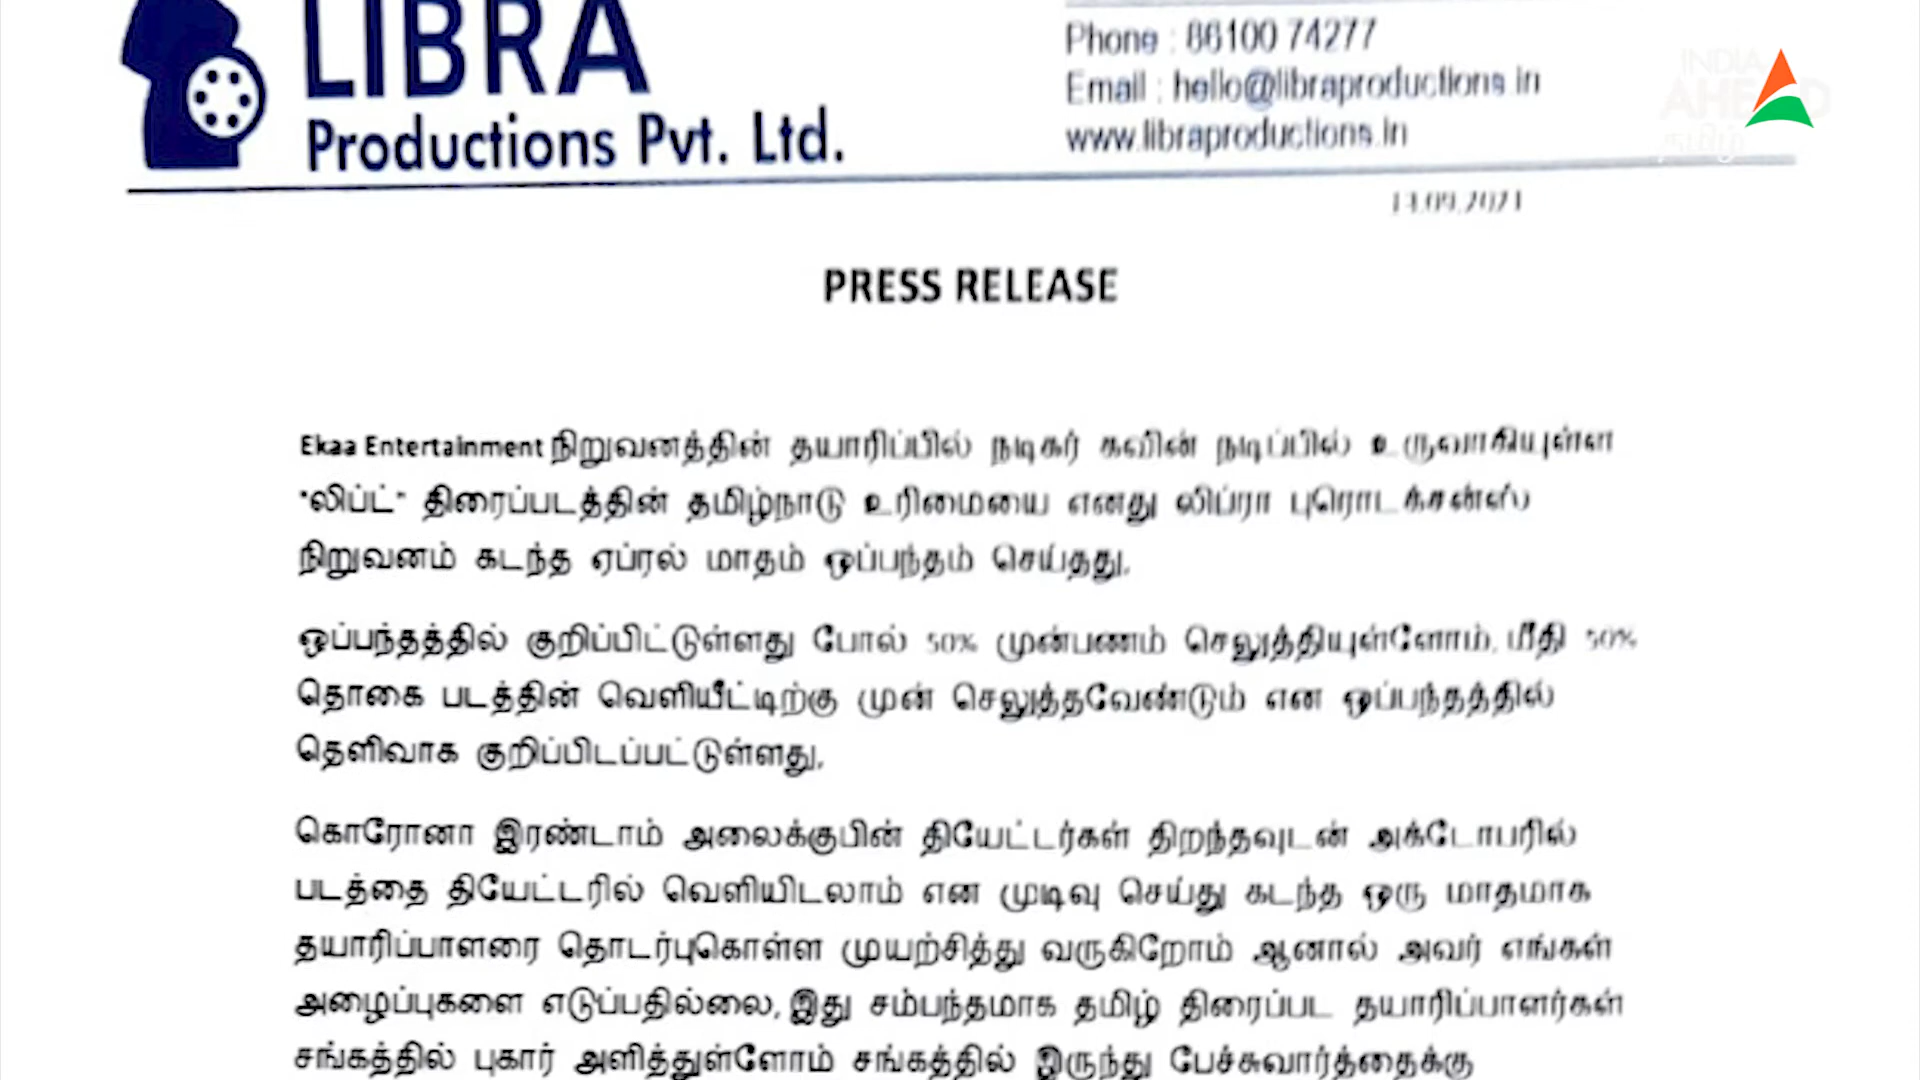 LIBRA
Productions Pvt. Ltd.
Phone : 86100 74277
Email : hello@libraproductions.in
www.libraproductions.in
INDIA
AHEAD
தமிழ்
PRESS RELEASE
Ekaa Entertainment நிறுவனத்தின் தயாரிப்பில் நடிகர் கவின் நடிப்பில் உருவாகியுள்ள
"லிப்ட்" திரைப்படத்தின் தமிழ்நாடு உரிமையை எனது லிப்ரா புரொடக்சன்ஸ்
நிறுவனம் கடந்த ஏப்ரல் மாதம் ஒப்பந்தம் செய்தது,
ஒப்பந்தத்தில் குறிப்பிட்டுள்ளது போல் 50% முன்பணம் செலுத்தியுள்ளோம், மீதி 50%
தொகை படத்தின் வெளியீட்டிற்கு முன் செலுத்தவேண்டும் என ஒப்பந்தத்தில்
தெளிவாக குறிப்பிடப்பட்டுள்ளது,
கொரோனா இரண்டாம் அலைக்குபின் தியேட்டர்கள் திறந்தவுடன் அக்டோபரில்
படத்தை தியேட்டரில் வெளியிடலாம் என முடிவு செய்து கடந்த ஒரு மாதமாக
தயாரிப்பாளரை தொடர்புகொள்ள முயற்சித்து வருகிறோம் ஆனால் அவர் எங்கள்
அழைப்புகளை எடுப்பதில்லை, இது சம்பந்தமாக தமிழ் திரைப்பட தயாரிப்பாளர்கள்
சங்கத்தில் புகார் அளித்துள்ளோம் சங்கத்தில் இருந்து பேச்சுவார்த்தைக்கு